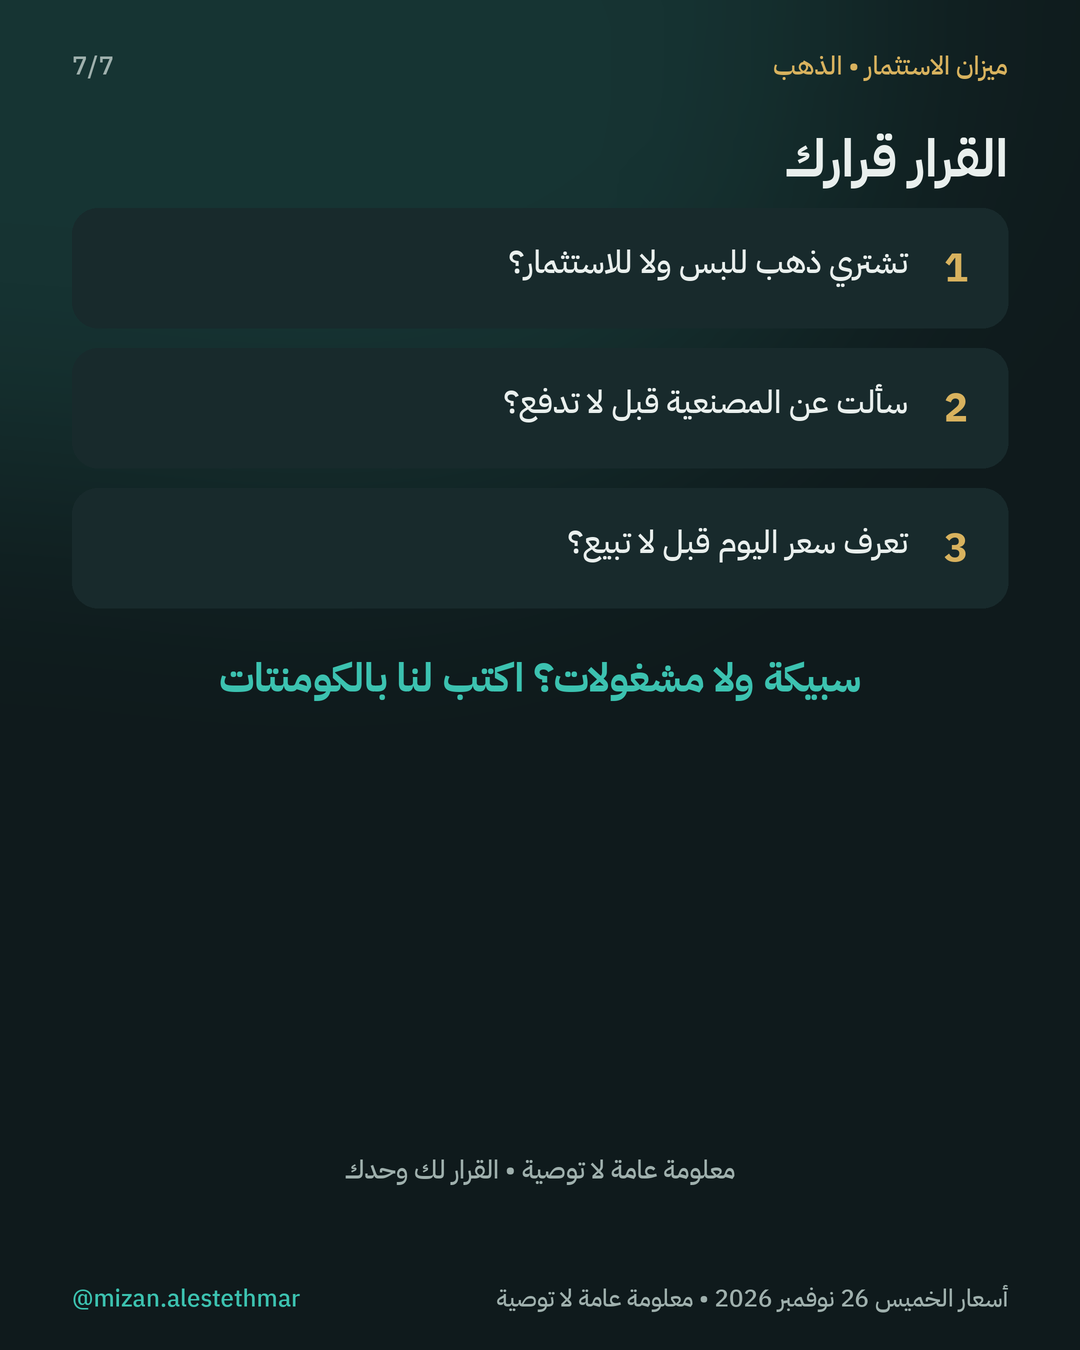 ميزان الاستثمار • الذهب
7/7
القرار قرارك
1 تشتري ذهب للبس ولا للاستثمار؟
2 سألت عن المصنعية قبل لا تدفع؟
3 تعرف سعر اليوم قبل لا تبيع؟
سبيكة ولا مشغولات؟ اكتب لنا بالكومنتات
معلومة عامة لا توصية • القرار لك وحدك
أسعار الخميس 26 نوفمبر 2026 • معلومة عامة لا توصية
@mizan.alestethmar